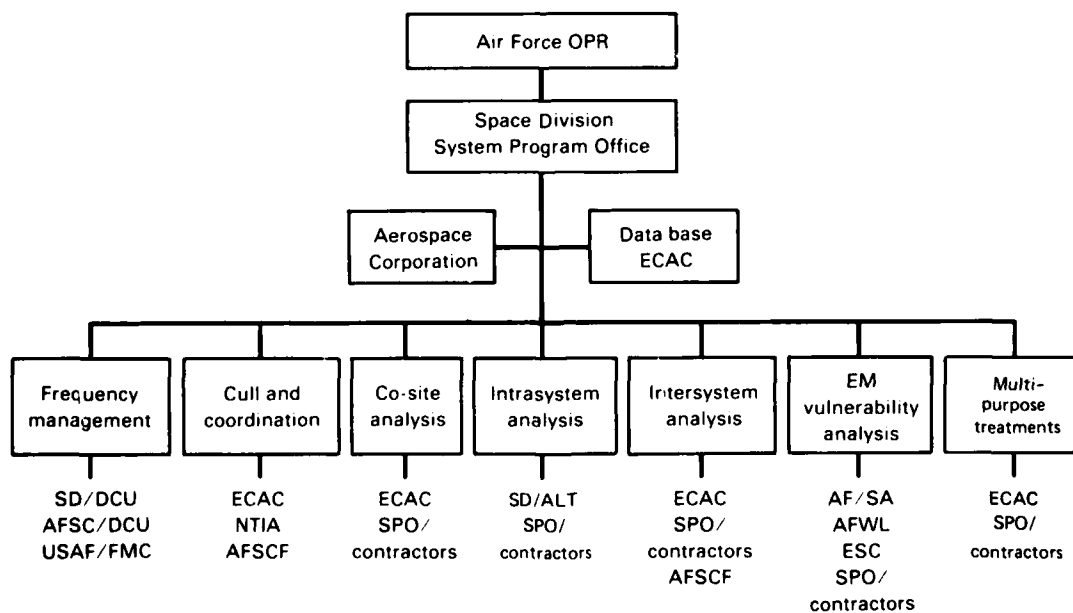 Air Force OPR
Space Division
System Program Office
Aerospace
Corporation
Data base
ECAC
Frequency
management
Cull and
coordination
Co-site
analysis
Intrasystem
analysis
Intersystem
analysis
EM
vulnerability
analysis
Multi-
purpose
treatments
SD/DCU
AFSC/DCU
USAF/FMC
ECAC
NTIA
AFSCF
ECAC
SPO/
contractors
SD/ALT
SPO/
contractors
ECAC
SPO/
contractors
AFSCF
AF/SA
AFWL
ESC
SPO/
contractors
ECAC
SPO/
contractors